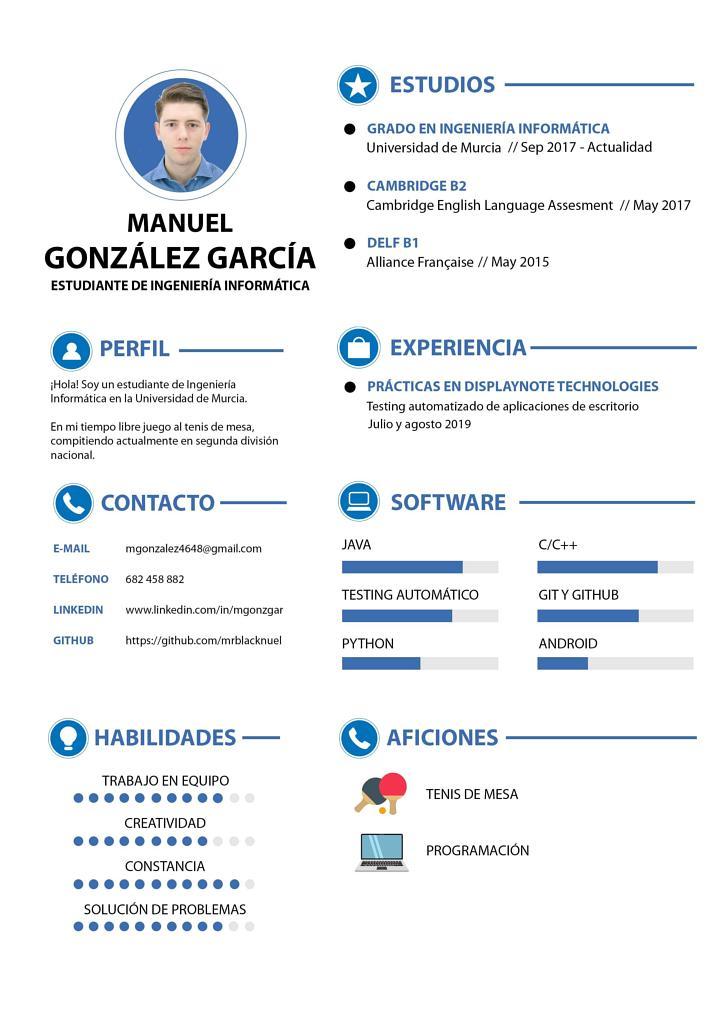 MANUEL
GONZÁLEZ GARCÍA
ESTUDIANTE DE INGENIERÍA INFORMÁTICA
PERFIL
¡Hola! Soy un estudiante de Ingeniería
Informática en la Universidad de Murcia.
En mi tiempo libre juego al tenis de mesa,
compitiendo actualmente en segunda división
nacional.
CONTACTO
E-MAIL mgonzalez4648@gmail.com
TELÉFONO 682 458 882
LINKEDIN www.linkedin.com/in/mgonzgar
GITHUB https://github.com/mrblacknuel
HABILIDADES
TRABAJO EN EQUIPO
CREATIVIDAD
CONSTANCIA
SOLUCIÓN DE PROBLEMAS
ESTUDIOS
GRADO EN INGENIERÍA INFORMÁTICA
Universidad de Murcia // Sep 2017 - Actualidad
CAMBRIDGE B2
Cambridge English Language Assesment // May 2017
DELF B1
Alliance Française // May 2015
EXPERIENCIA
PRÁCTICAS EN DISPLAYNOTE TECHNOLOGIES
Testing automatizado de aplicaciones de escritorio
Julio y agosto 2019
SOFTWARE
JAVA C/C++
TESTING AUTOMÁTICO GIT Y GITHUB
PYTHON ANDROID
AFICIONES
TENIS DE MESA
PROGRAMACIÓN